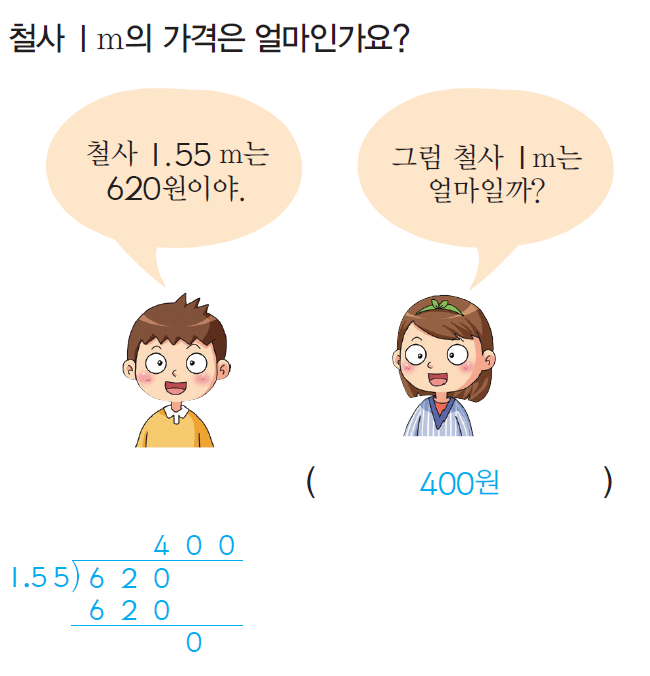 철사 1 m의 가격은 얼마인가요?
철사 1.55 m는
620원이야.
그럼 철사 1 m는
얼마일까?
( 400원 )
4 0 0
1.5 5 ) 6 2 0
6 2 0
0